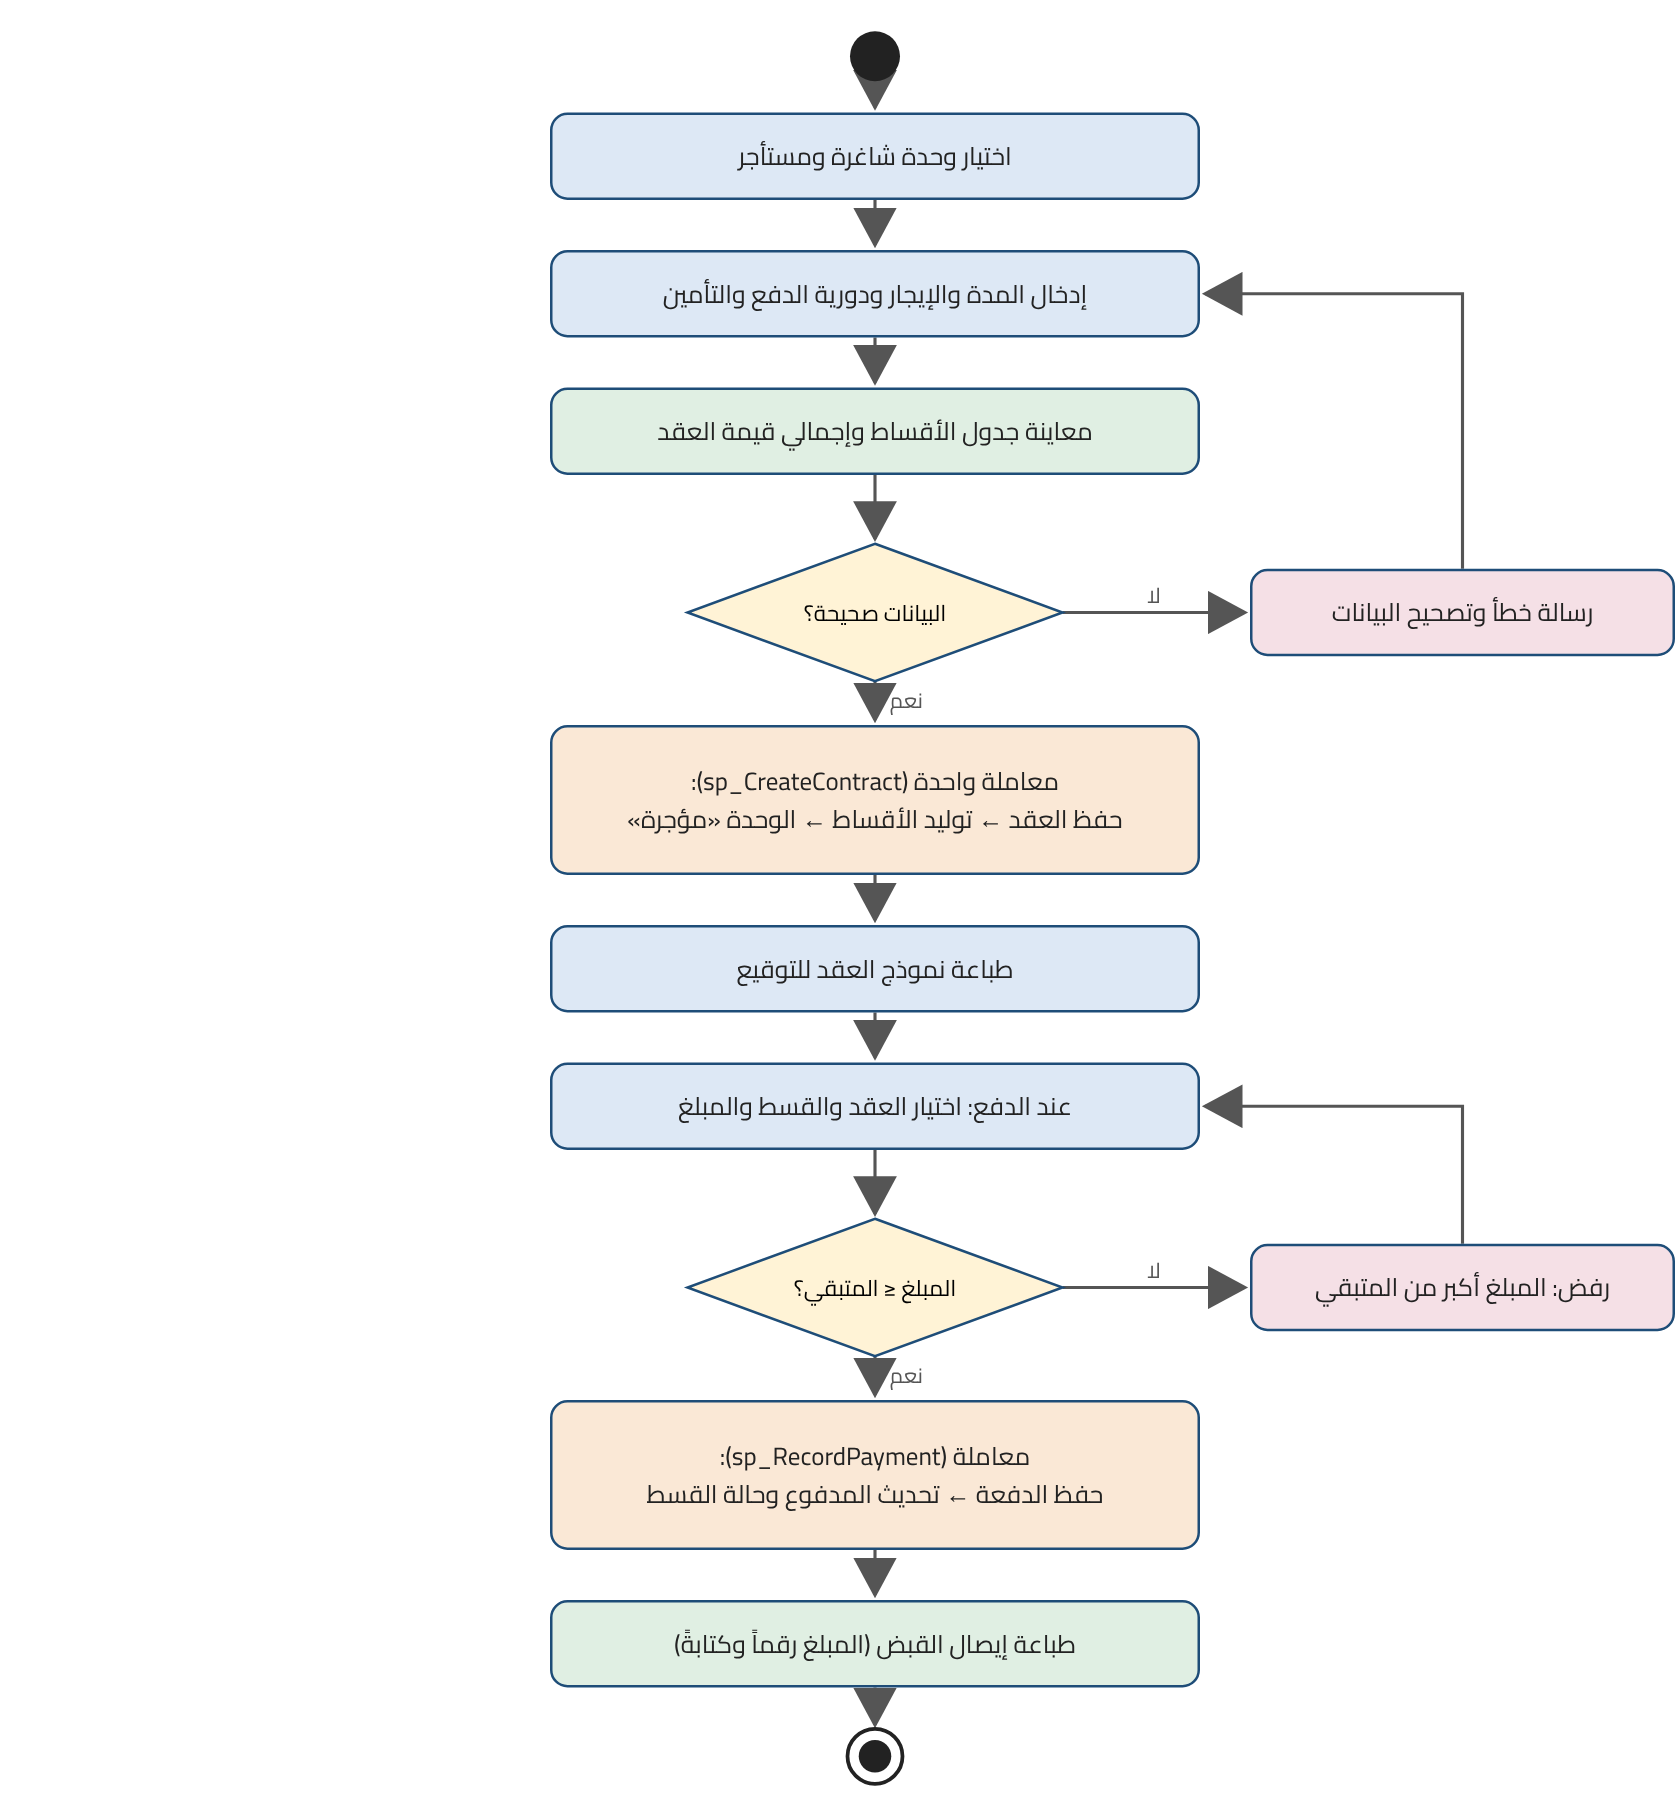 اختيار وحدة شاغرة ومستأجر
إدخال المدة والإيجار ودورية الدفع والتأمين
معاينة جدول الأقساط وإجمالي قيمة العقد
البيانات صحيحة؟
لا
رسالة خطأ وتصحيح البيانات
نعم
معاملة واحدة (sp_CreateContract):
حفظ العقد ← توليد الأقساط ← الوحدة «مؤجرة»
طباعة نموذج العقد للتوقيع
عند الدفع: اختيار العقد والقسط والمبلغ
المبلغ ≤ المتبقي؟
لا
رفض: المبلغ أكبر من المتبقي
نعم
معاملة (sp_RecordPayment):
حفظ الدفعة ← تحديث المدفوع وحالة القسط
طباعة إيصال القبض (المبلغ رقماً وكتابةً)